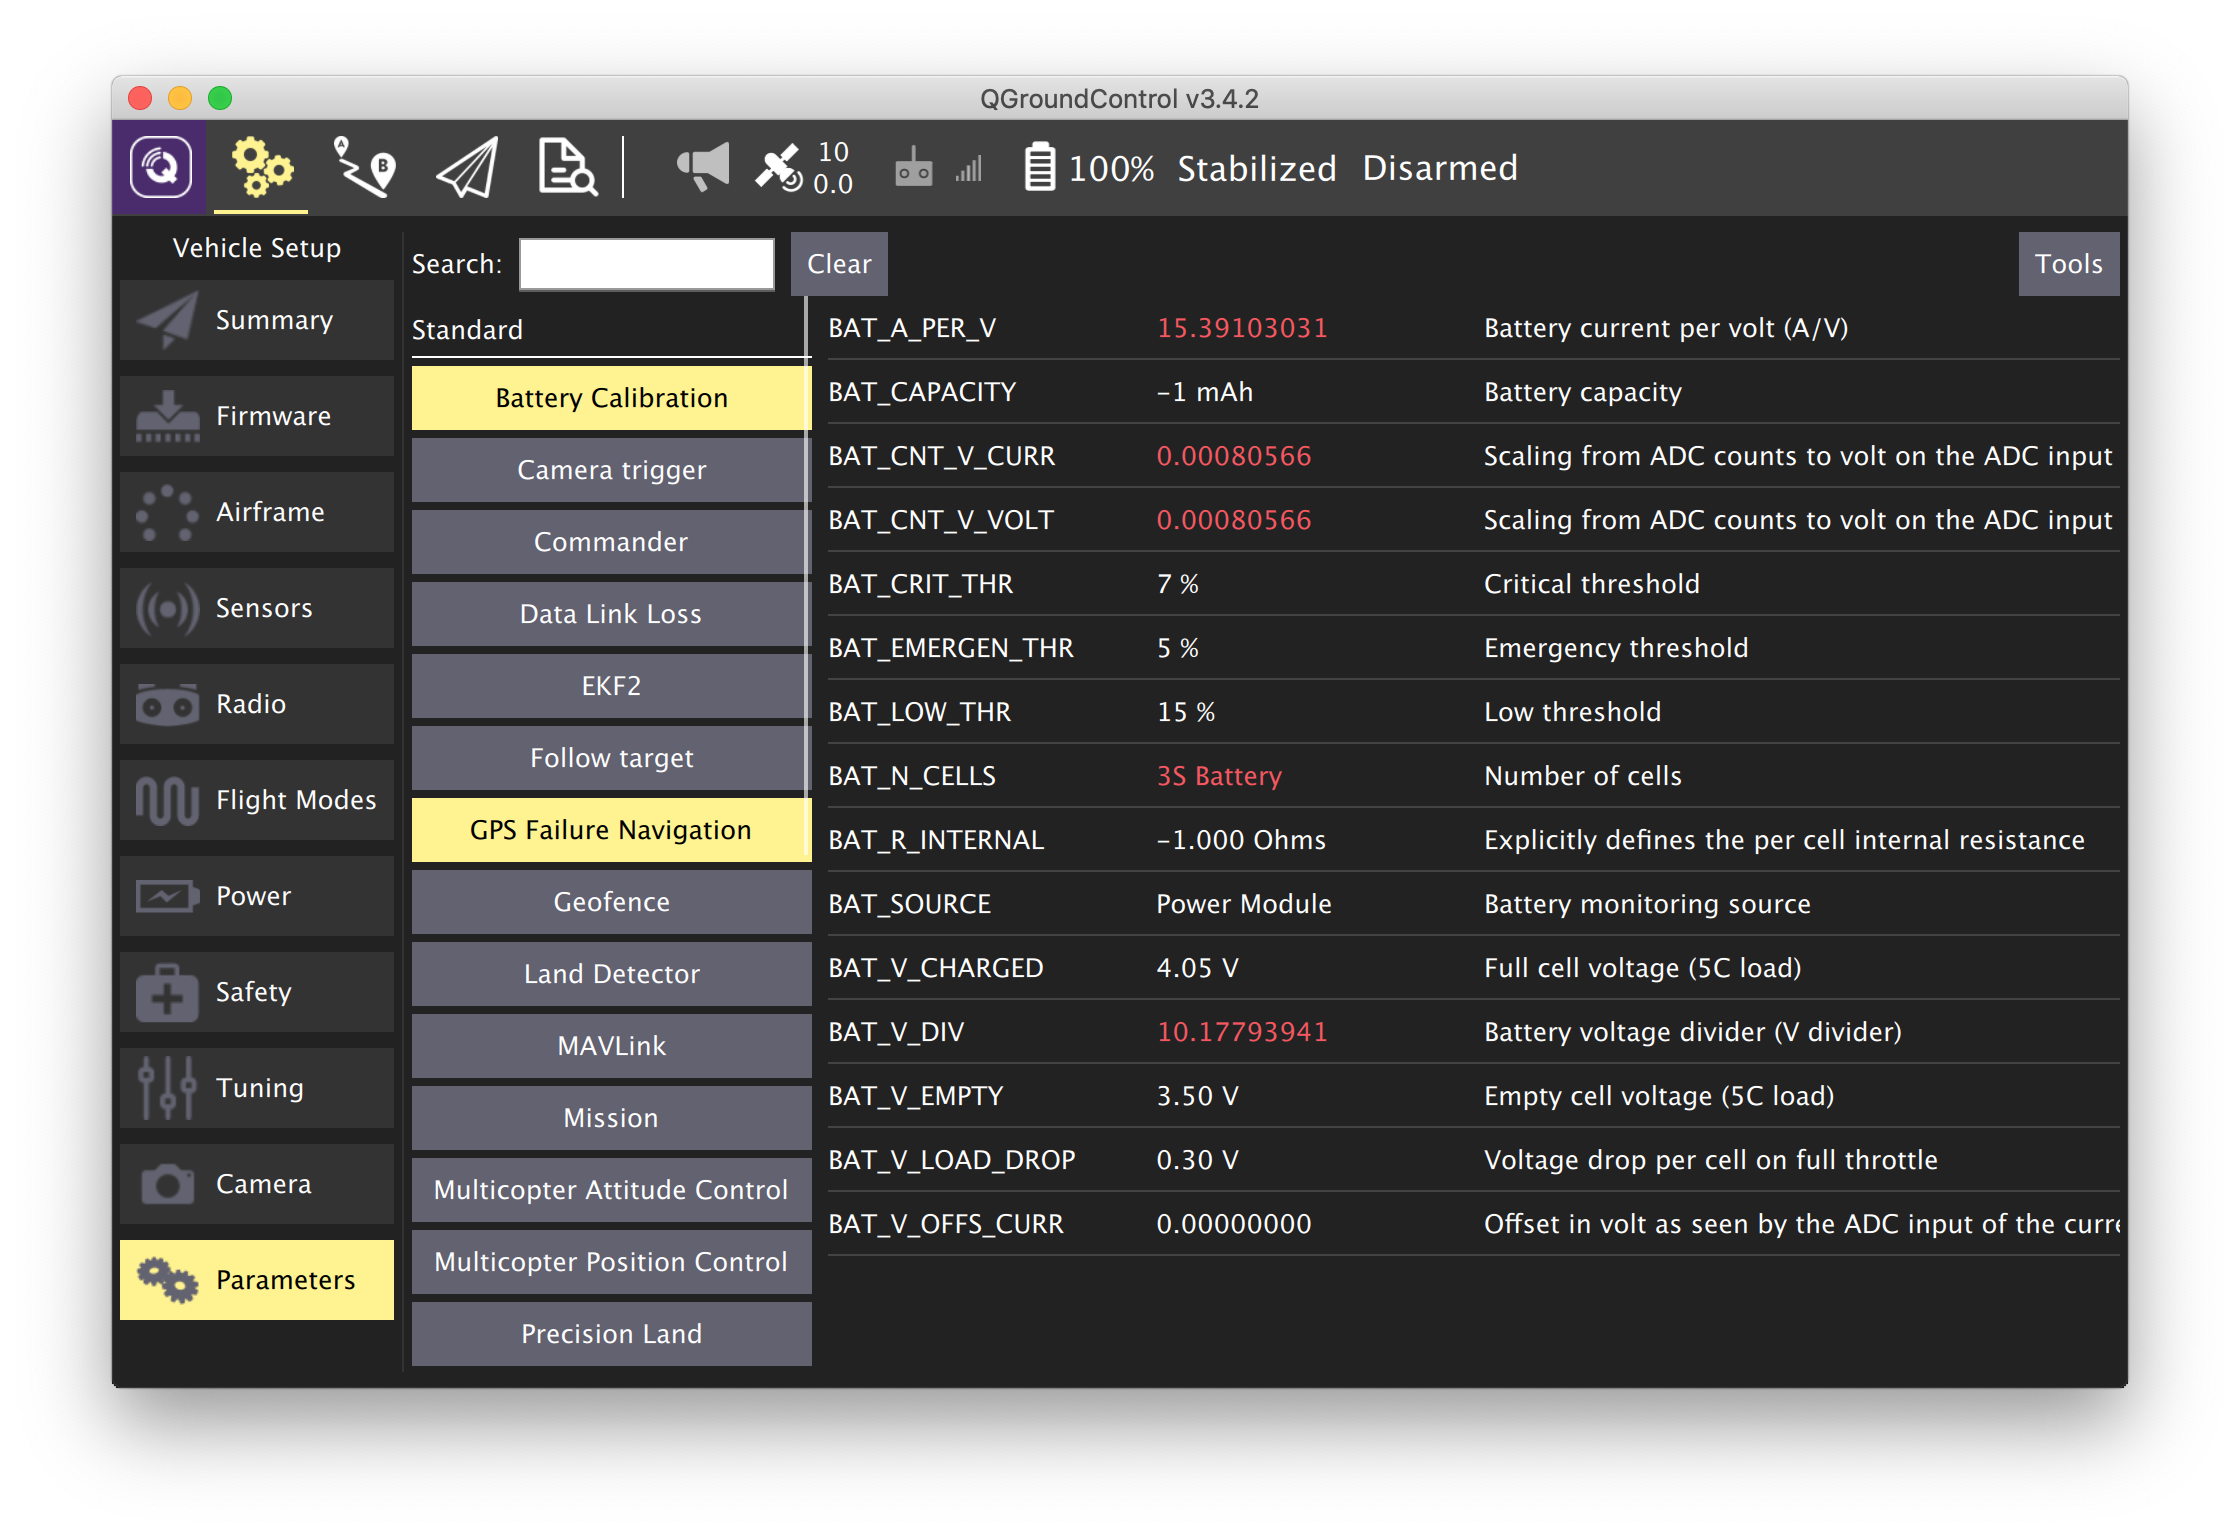 QGroundControl v3.4.2
10
0.0
100% Stabilized Disarmed
Vehicle Setup
Summary
Firmware
Airframe
Sensors
Radio
Flight Modes
Power
Safety
Tuning
Camera
Parameters
Search: Clear Tools
Standard
Battery Calibration
Camera trigger
Commander
Data Link Loss
EKF2
Follow target
GPS Failure Navigation
Geofence
Land Detector
MAVLink
Mission
Multicopter Attitude Control
Multicopter Position Control
Precision Land
BAT_A_PER_V 15.39103031 Battery current per volt (A/V)
BAT_CAPACITY -1 mAh Battery capacity
BAT_CNT_V_CURR 0.00080566 Scaling from ADC counts to volt on the ADC input
BAT_CNT_V_VOLT 0.00080566 Scaling from ADC counts to volt on the ADC input
BAT_CRIT_THR 7 % Critical threshold
BAT_EMERGEN_THR 5 % Emergency threshold
BAT_LOW_THR 15 % Low threshold
BAT_N_CELLS 3S Battery Number of cells
BAT_R_INTERNAL -1.000 Ohms Explicitly defines the per cell internal resistance
BAT_SOURCE Power Module Battery monitoring source
BAT_V_CHARGED 4.05 V Full cell voltage (5C load)
BAT_V_DIV 10.17793941 Battery voltage divider (V divider)
BAT_V_EMPTY 3.50 V Empty cell voltage (5C load)
BAT_V_LOAD_DROP 0.30 V Voltage drop per cell on full throttle
BAT_V_OFFS_CURR 0.00000000 Offset in volt as seen by the ADC input of the curre